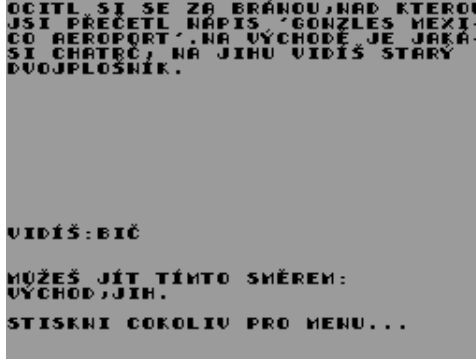 OCITL SI SE ZA BRÁNOU,NAD KTEROU
JSI PŘEČETL NÁPIS ´GONZLES MEXI-
CO AEROPORT´.NA VÝCHODĚ JE JAKÁ-
SI CHATRČ, NA JIHU VIDÍŠ STARÝ
DVOJPLOŠNÍK.
VIDÍŠ:BIČ
MŮŽEŠ JÍT TÍMTO SMĚREM:
VÝCHOD,JIH.
STISKNI COKOLIV PRO MENU...